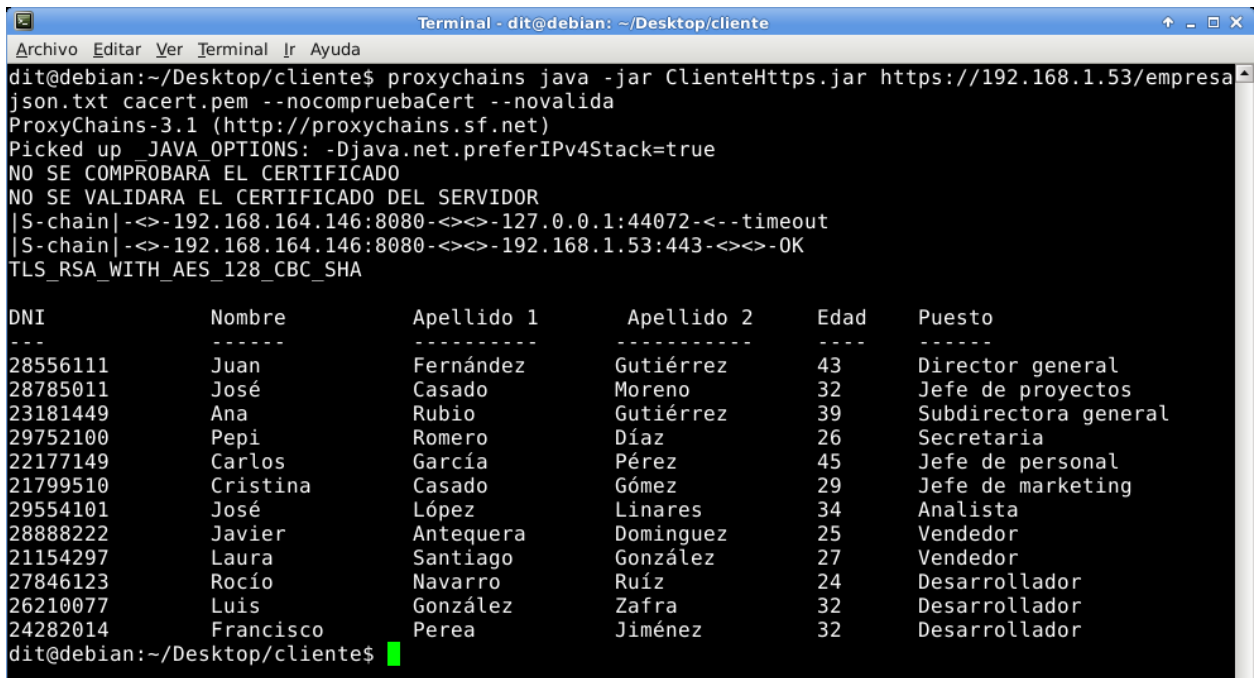 Terminal - dit@debian: ~/Desktop/cliente
Archivo Editar Ver Terminal Ir Ayuda
dit@debian:~/Desktop/cliente$ proxychains java -jar ClienteHttps.jar https://192.168.1.53/empresa
json.txt cacert.pem --nocompruebaCert --novalida
ProxyChains-3.1 (http://proxychains.sf.net)
Picked up _JAVA_OPTIONS: -Djava.net.preferIPv4Stack=true
NO SE COMPROBARA EL CERTIFICADO
NO SE VALIDARA EL CERTIFICADO DEL SERVIDOR
|S-chain|-<>-192.168.164.146:8080-<><>-127.0.0.1:44072-<--timeout
|S-chain|-<>-192.168.164.146:8080-<><>-192.168.1.53:443-<><>-OK
TLS_RSA_WITH_AES_128_CBC_SHA
DNI Nombre Apellido 1 Apellido 2 Edad Puesto
--- ------ ---------- ----------- ---- ------
28556111 Juan Fernández Gutiérrez 43 Director general
28785011 José Casado Moreno 32 Jefe de proyectos
23181449 Ana Rubio Gutiérrez 39 Subdirectora general
29752100 Pepi Romero Díaz 26 Secretaria
22177149 Carlos García Pérez 45 Jefe de personal
21799510 Cristina Casado Gómez 29 Jefe de marketing
29554101 José López Linares 34 Analista
28888222 Javier Antequera Dominguez 25 Vendedor
21154297 Laura Santiago González 27 Vendedor
27846123 Rocío Navarro Ruíz 24 Desarrollador
26210077 Luis González Zafra 32 Desarrollador
24282014 Francisco Perea Jiménez 32 Desarrollador
dit@debian:~/Desktop/cliente$